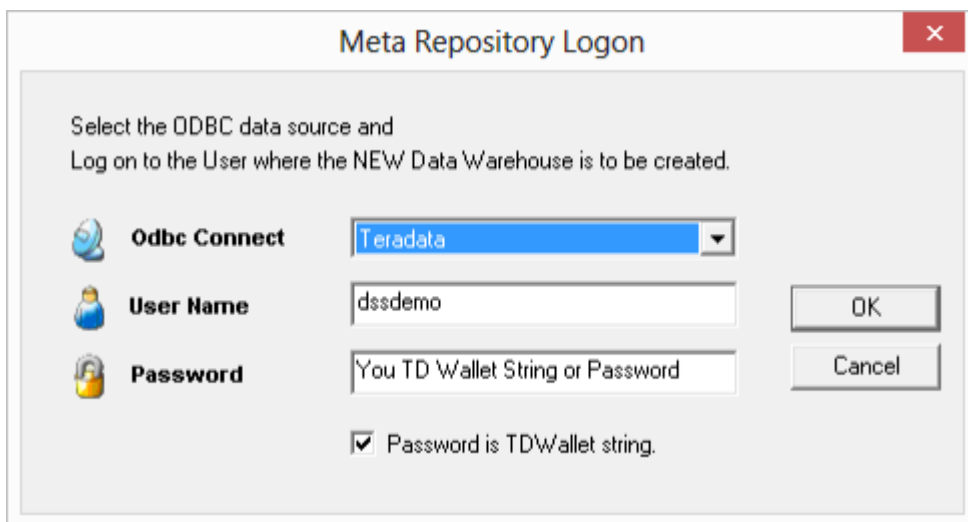 Meta Repository Logon
Select the ODBC data source and
Log on to the User where the NEW Data Warehouse is to be created.
Odbc Connect
Teradata
User Name
dssdemo
OK
Password
You TD Wallet String or Password
Cancel
Password is TDWallet string.